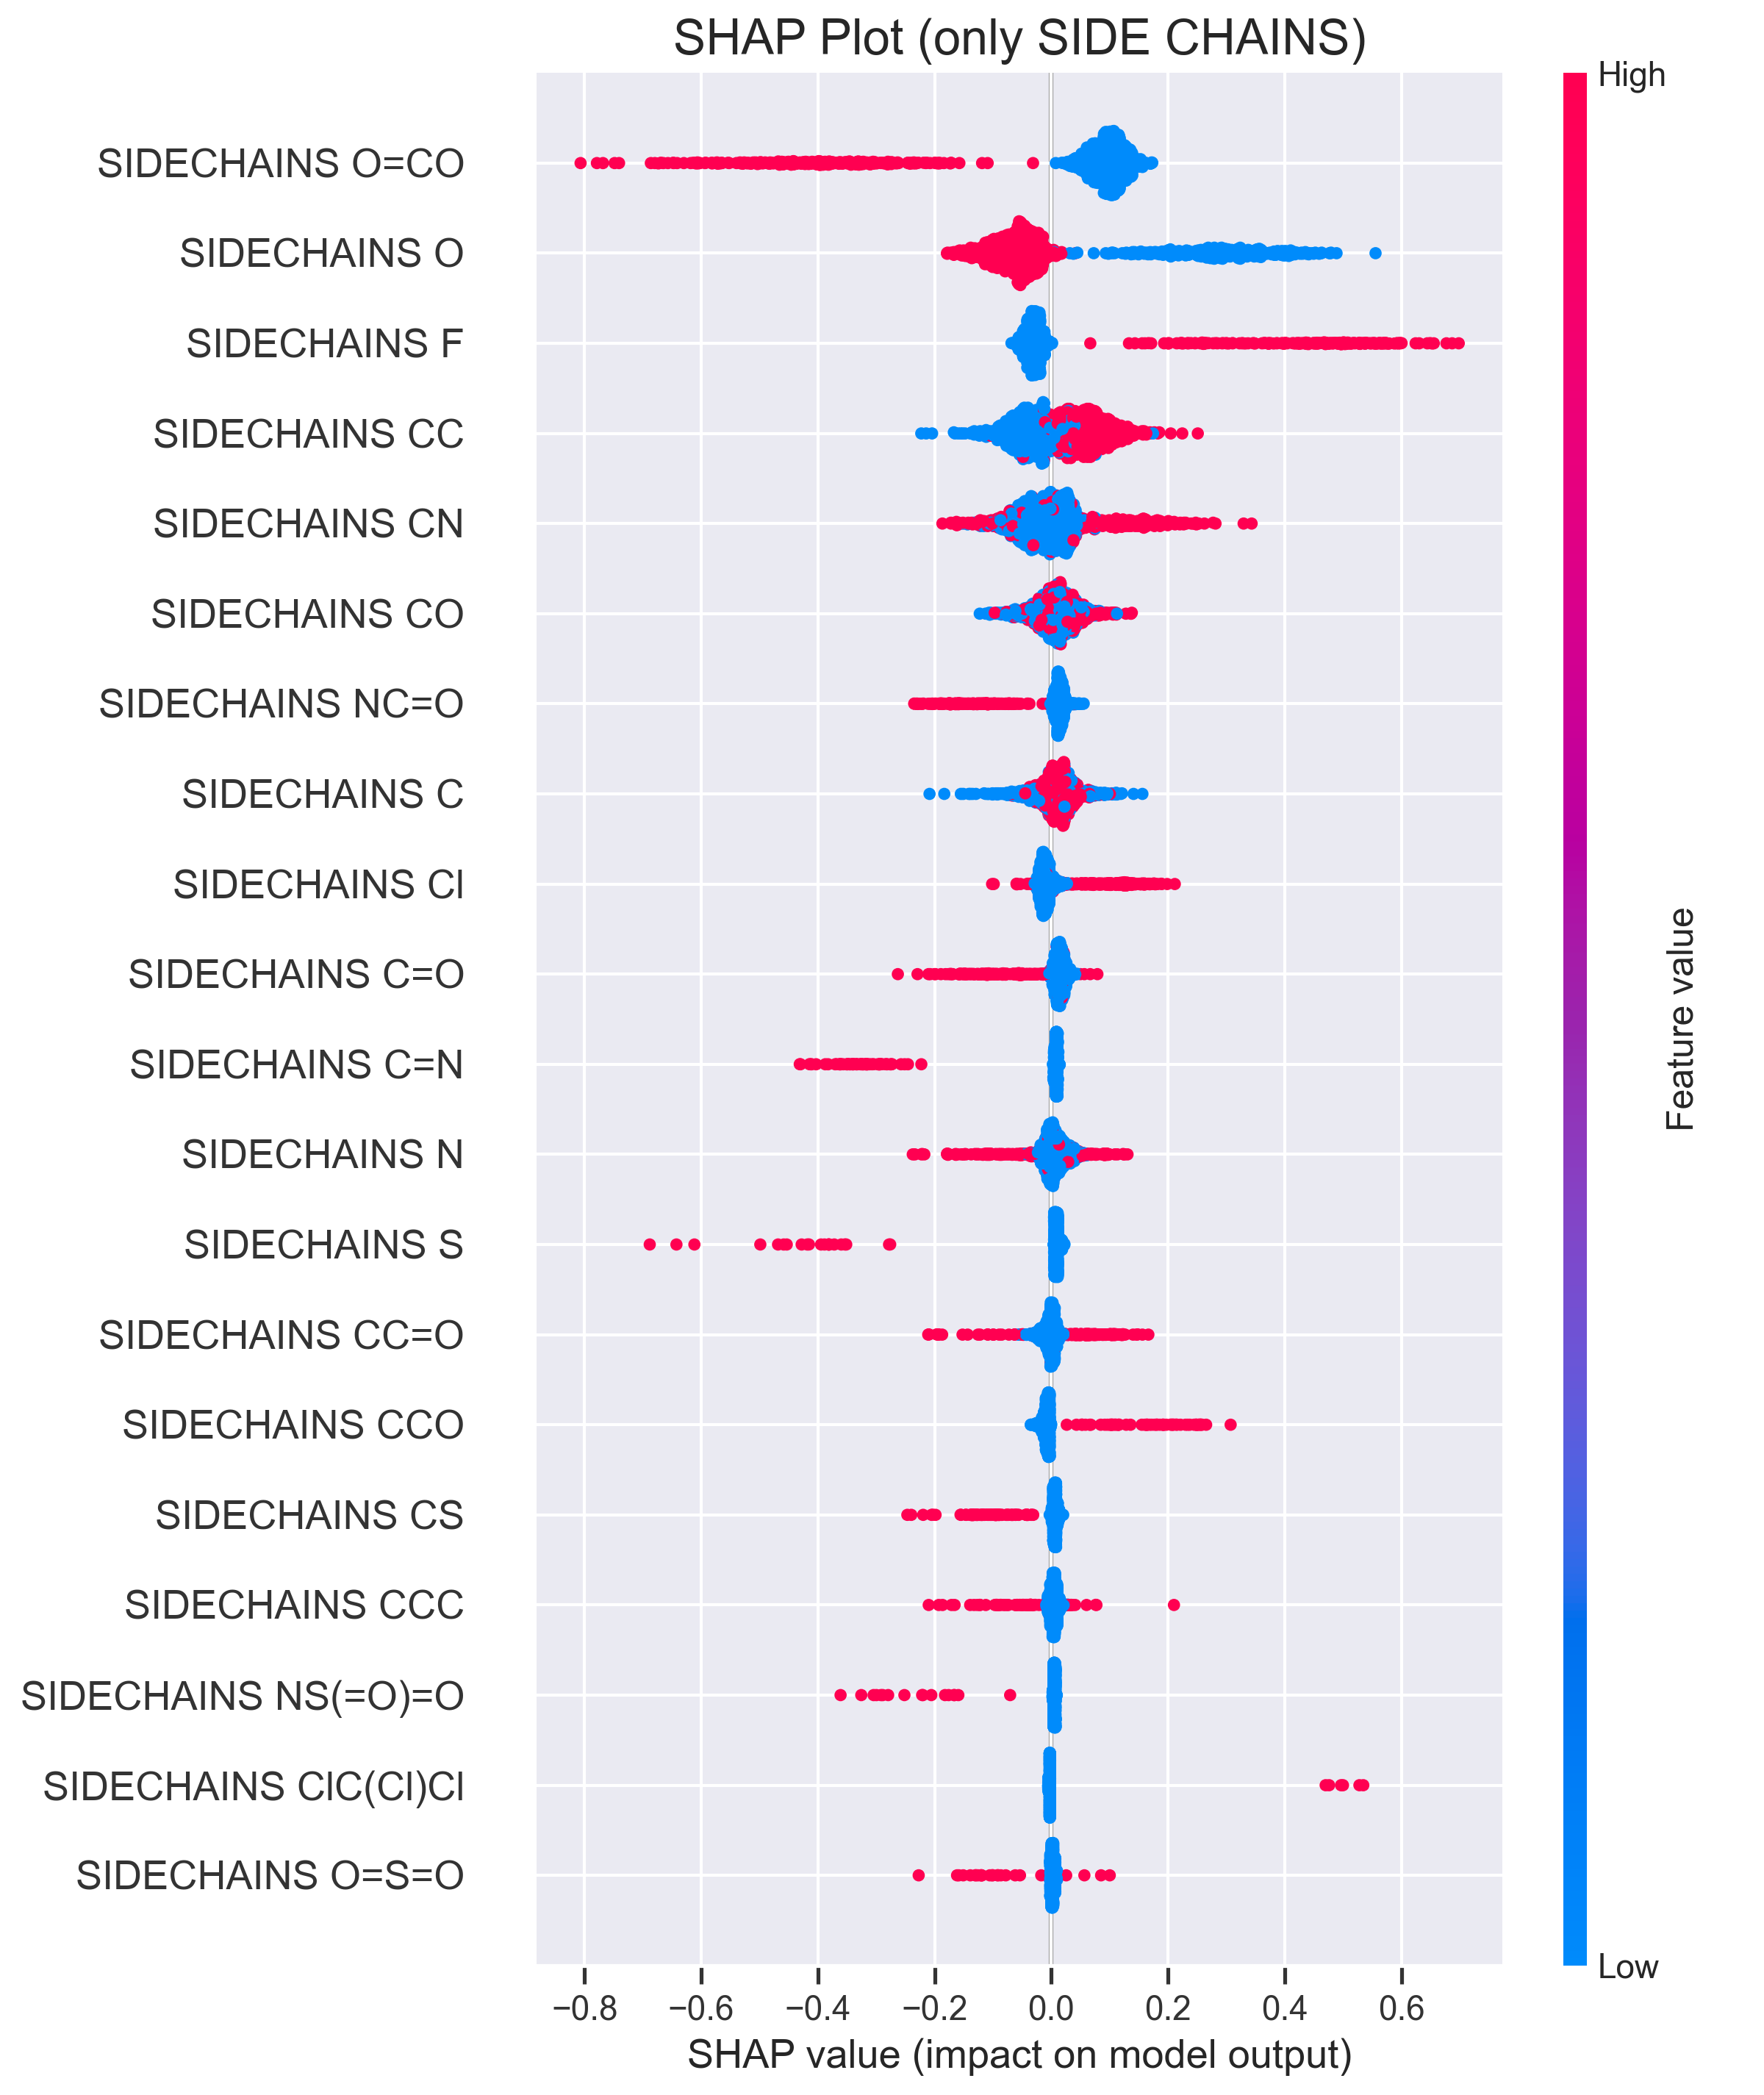 SHAP Plot (only SIDE CHAINS)
High
SIDECHAINS O=CO
SIDECHAINS O
SIDECHAINS F
SIDECHAINS CC
SIDECHAINS CN
SIDECHAINS CO
SIDECHAINS NC=O
SIDECHAINS C
SIDECHAINS Cl
SIDECHAINS C=O
SIDECHAINS C=N
SIDECHAINS N
SIDECHAINS S
SIDECHAINS CC=O
SIDECHAINS CCO
SIDECHAINS CS
SIDECHAINS CCC
SIDECHAINS NS(=O)=O
SIDECHAINS ClC(Cl)Cl
SIDECHAINS O=S=O
Feature value
Low
−0.8 −0.6 −0.4 −0.2 0.0 0.2 0.4 0.6
SHAP value (impact on model output)